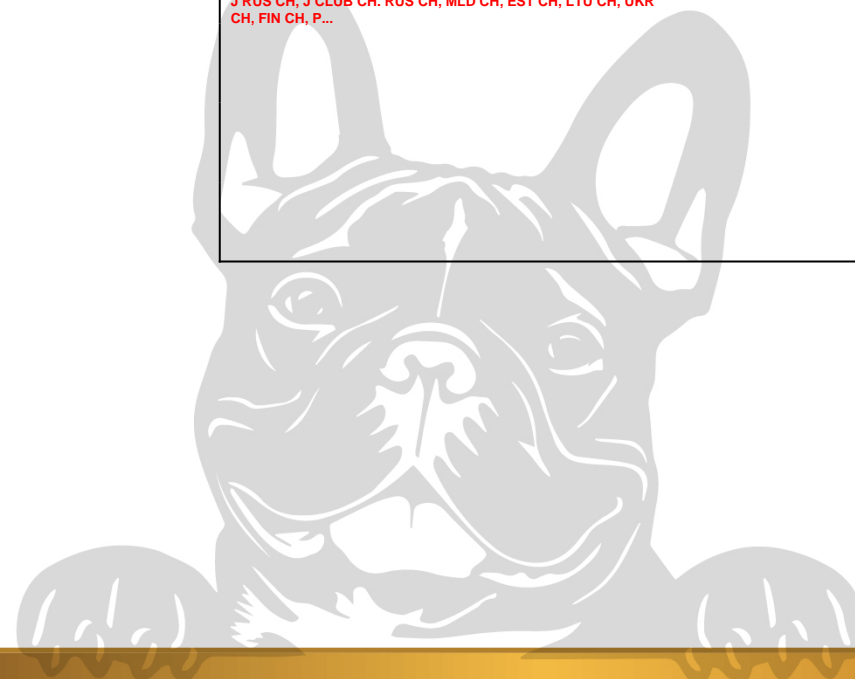 J RUS CH, J CLUB CH. RUS CH, MLD CH, EST CH, LTU CH, UKR
CH, FIN CH, P...